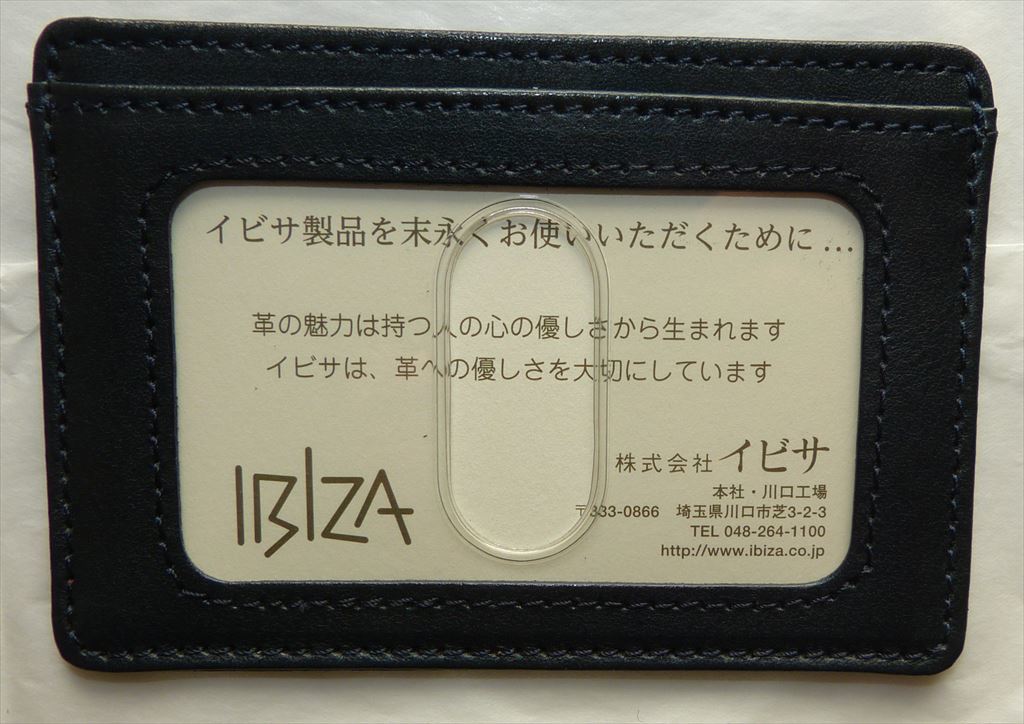 イビサ製品を末永くお使いいただくために...
革の魅力は持つ人の心の優しさから生まれます
イビサは、革への優しさを大切にしています
IBIZA
株式会社イビサ
本社・川口工場
〒333-0866 埼玉県川口市芝3-2-3
TEL 048-264-1100
http://www.ibiza.co.jp